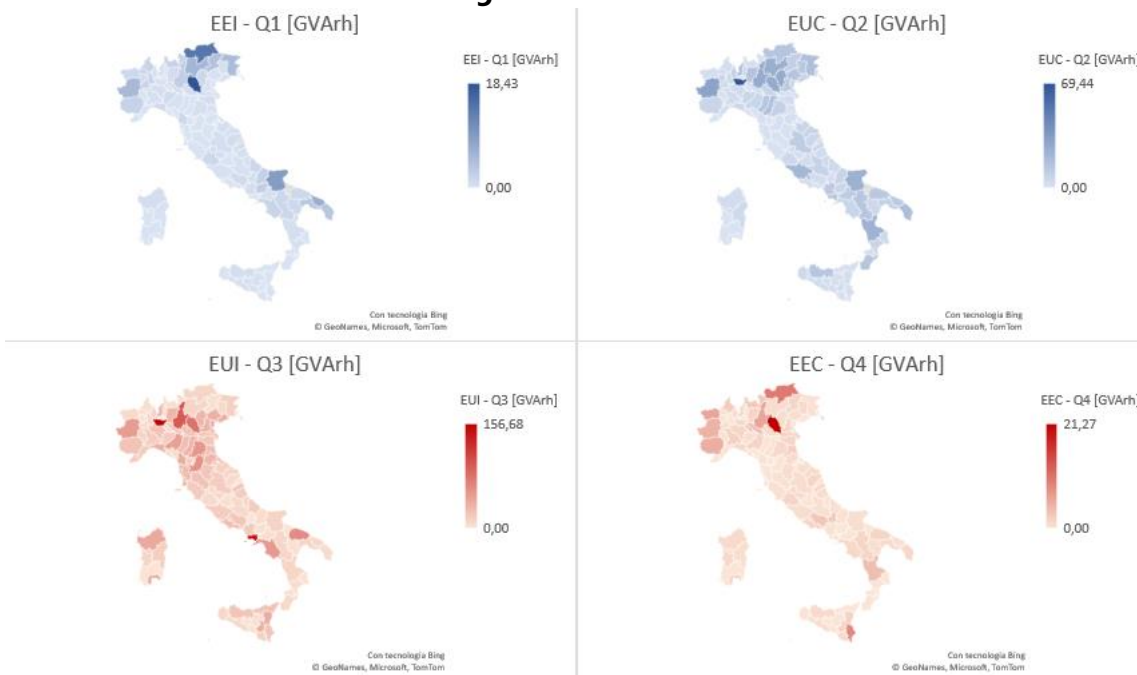 EEI - Q1 [GVArh]
EEI - Q1 [GVArh]
18,43
0,00
Con tecnologia Bing
© GeoNames, Microsoft, TomTom
EUC - Q2 [GVArh]
EUC - Q2 [GVArh]
69,44
0,00
Con tecnologia Bing
© GeoNames, Microsoft, TomTom
EUI - Q3 [GVArh]
EUI - Q3 [GVArh]
156,68
0,00
Con tecnologia Bing
© GeoNames, Microsoft, TomTom
EEC - Q4 [GVArh]
EEC - Q4 [GVArh]
21,27
0,00
Con tecnologia Bing
© GeoNames, Microsoft, TomTom